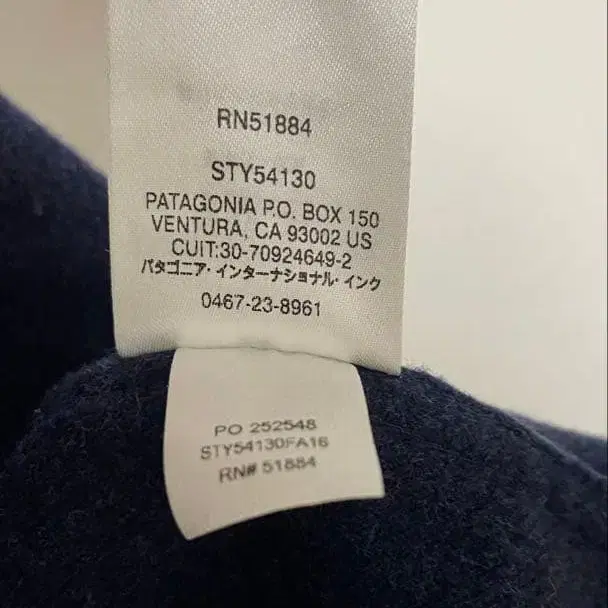 RN51884
STY54130
PATAGONIA P.O. BOX 150
VENTURA, CA 93002 US
CUIT:30-70924649-2
パタゴニア・インターナショナル・インク
0467-23-8961
PO 252548
STY54130FA16
RN# 51884